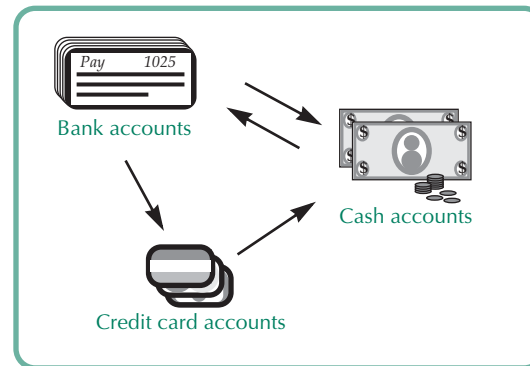 Pay 1025
Bank accounts
$ $
$ $ $
Cash accounts
Credit card accounts